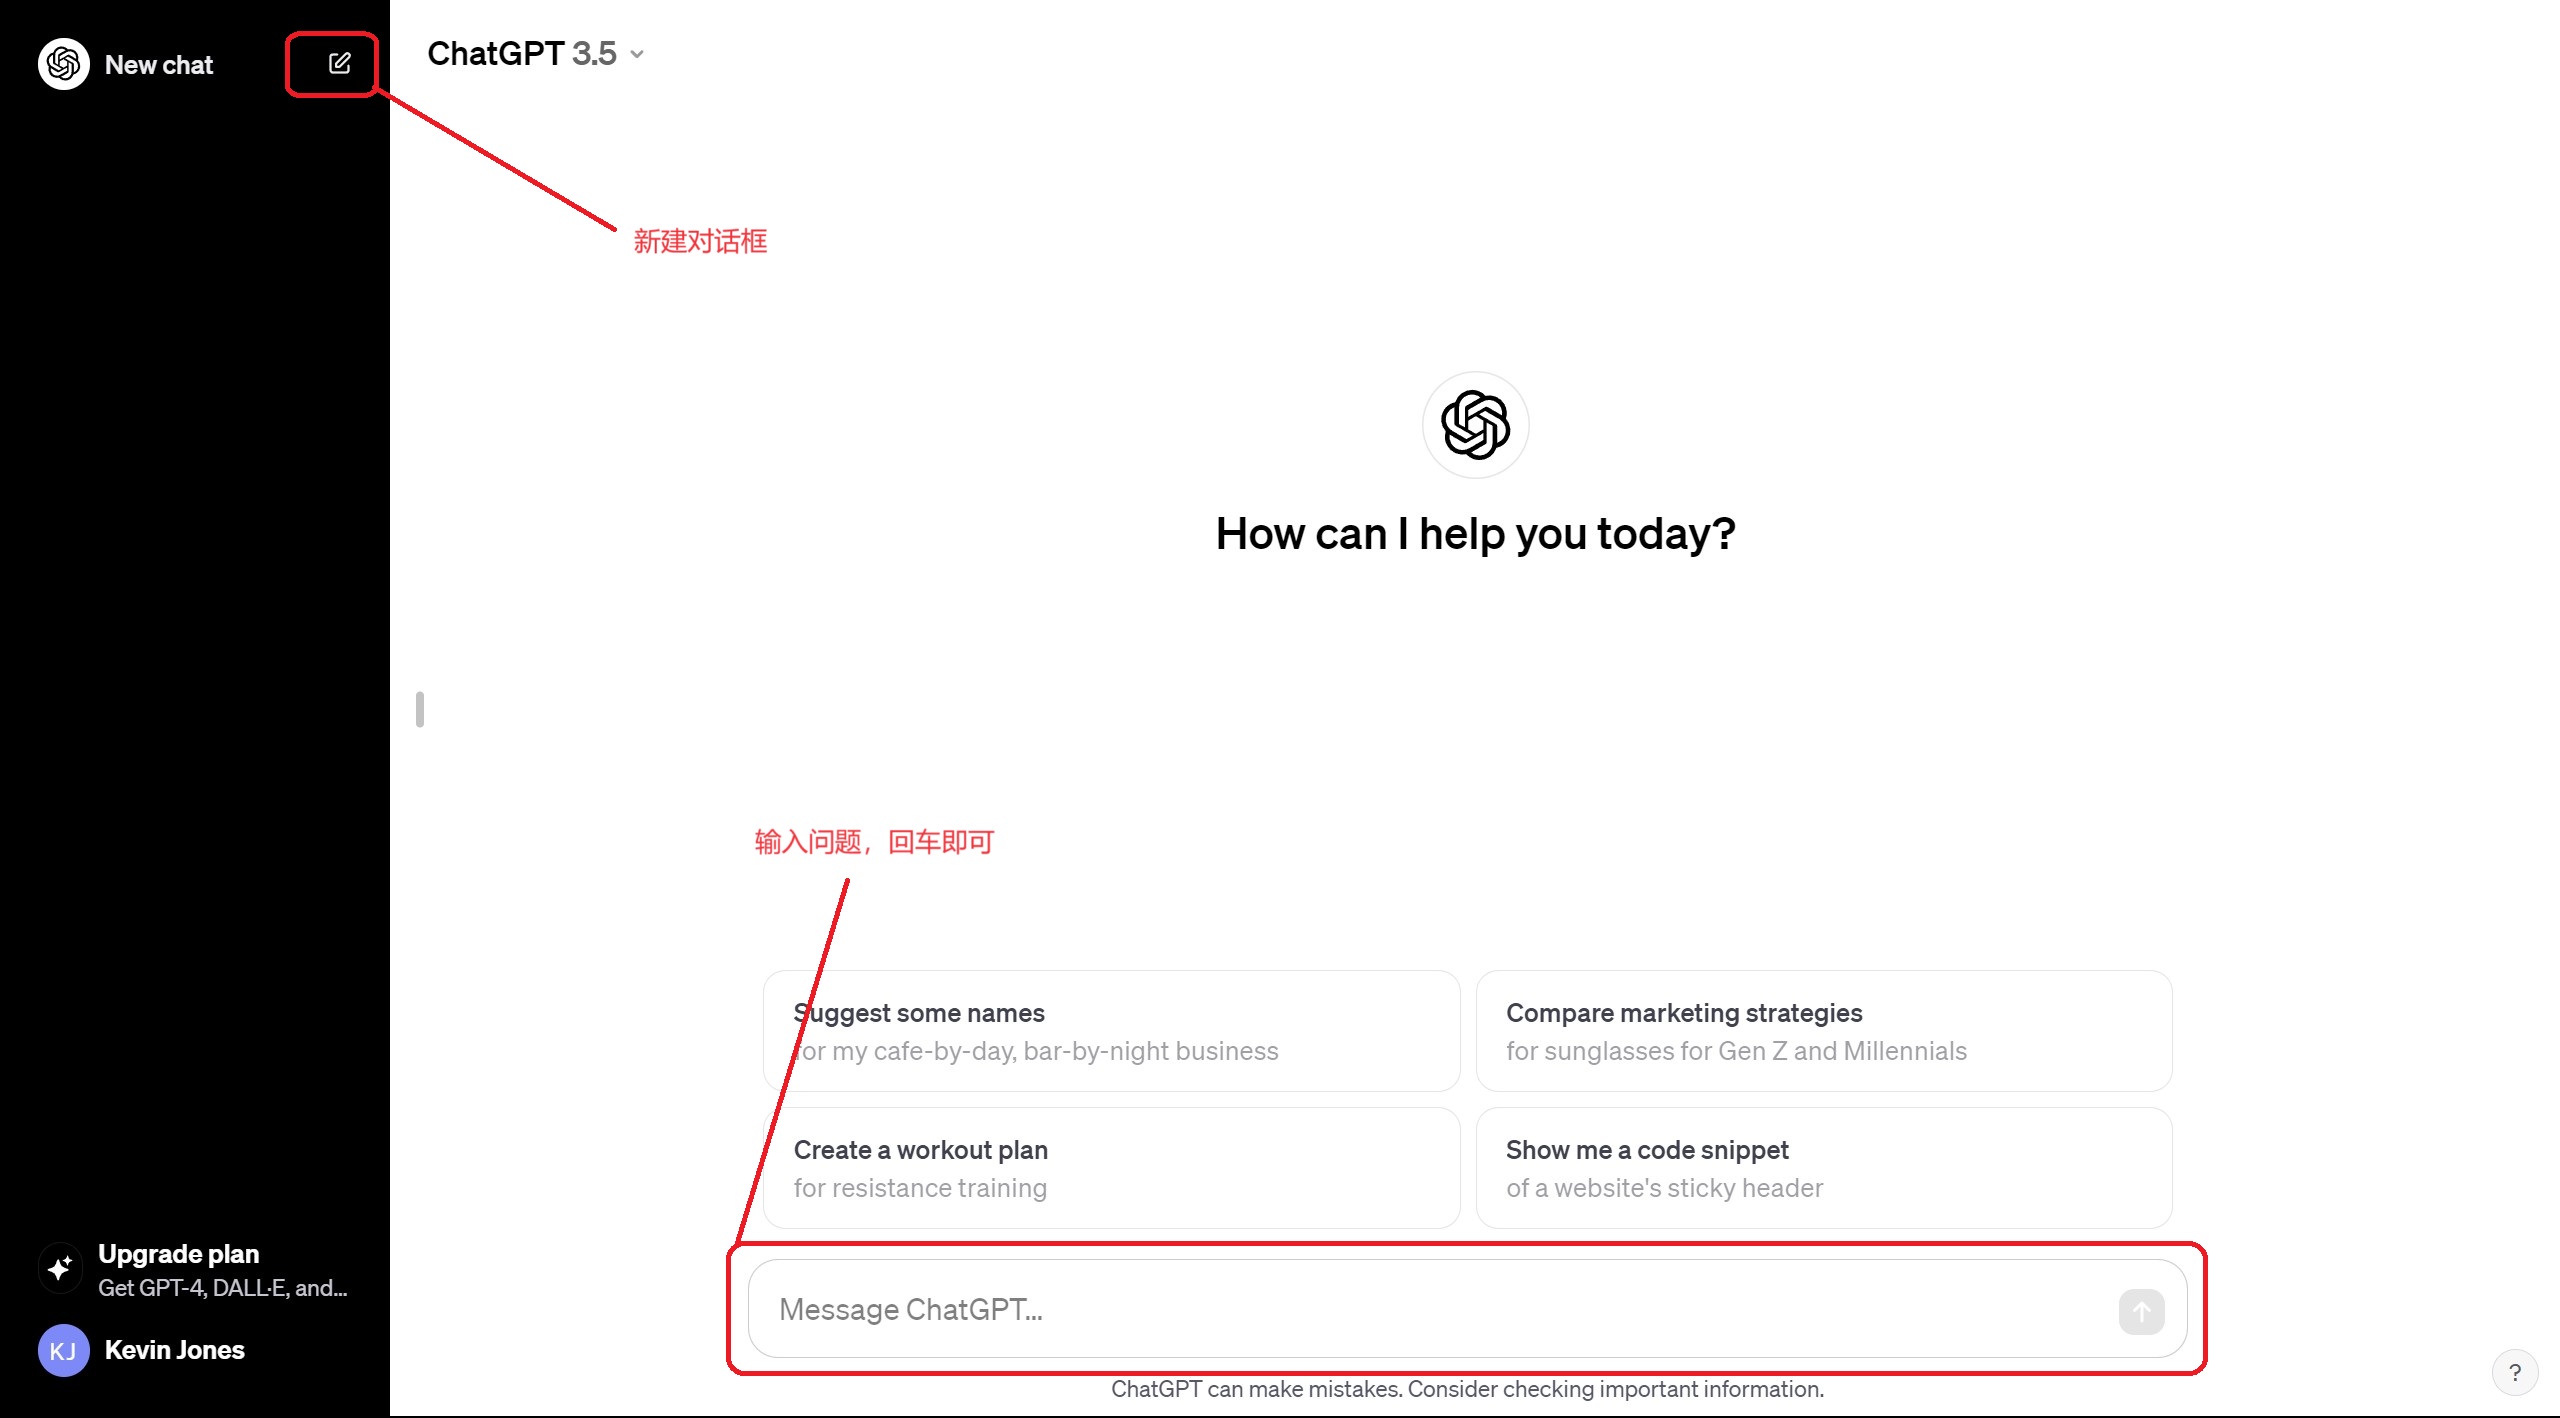 New chat
ChatGPT 3.5
新建对话框
How can I help you today?
输入问题，回车即可
Suggest some names
for my cafe-by-day, bar-by-night business
Compare marketing strategies
for sunglasses for Gen Z and Millennials
Create a workout plan
for resistance training
Show me a code snippet
of a website's sticky header
Upgrade plan
Get GPT-4, DALL·E, and...
Message ChatGPT...
KJ Kevin Jones
?
ChatGPT can make mistakes. Consider checking important information.